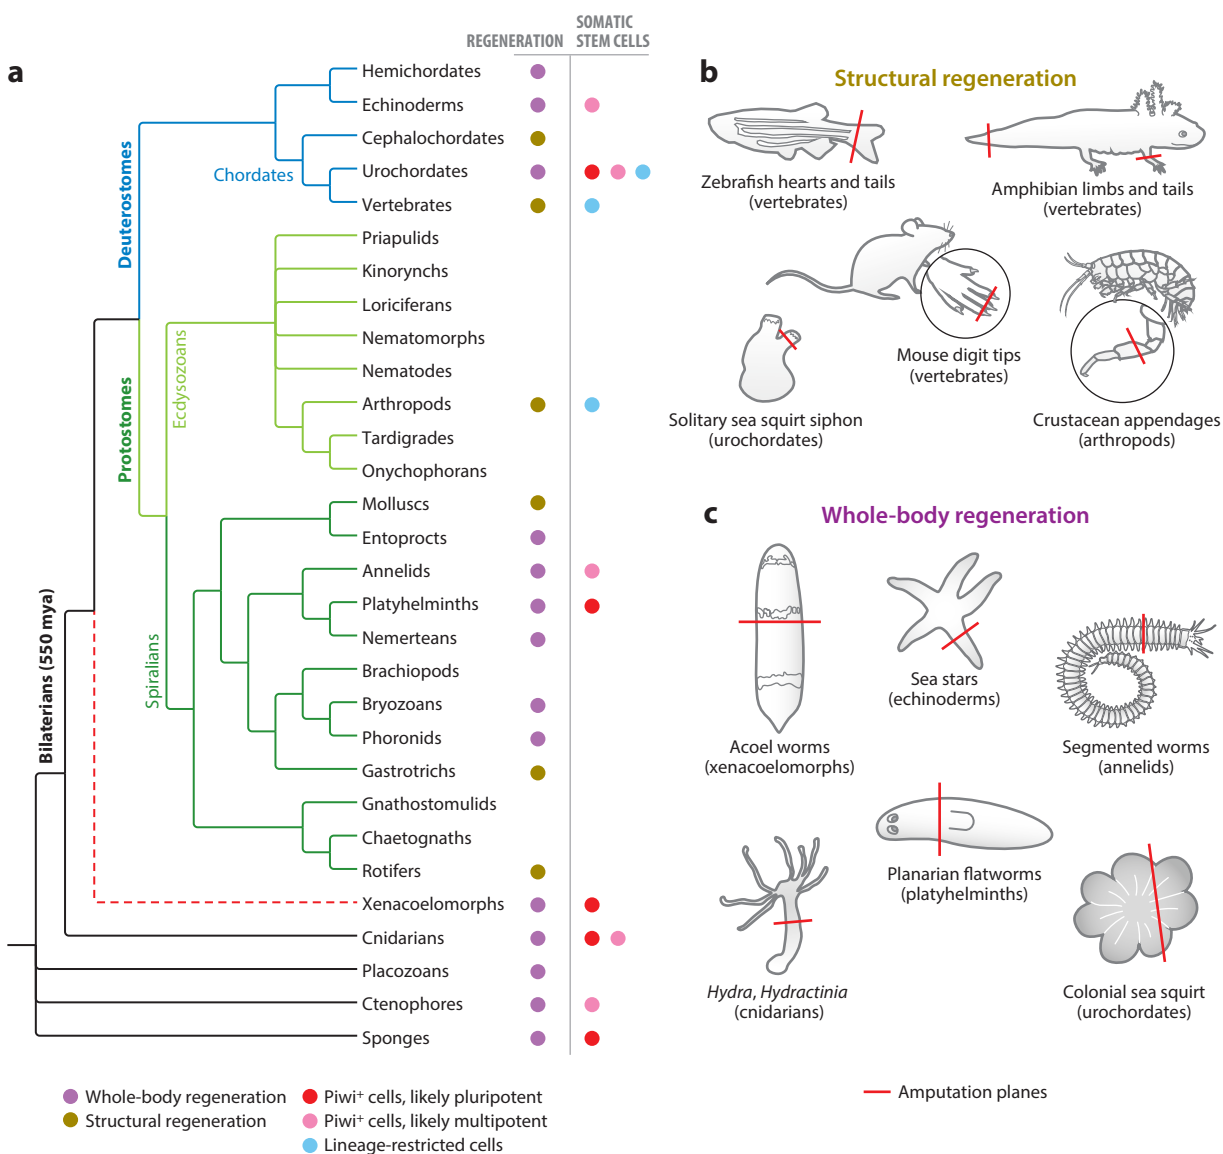 a
REGENERATION
SOMATIC
STEM CELLS
Hemichordates
Echinoderms
Cephalochordates
Urochordates
Vertebrates
Priapulids
Kinorynchs
Loriciferans
Nematomorphs
Nematodes
Arthropods
Tardigrades
Onychophorans
Molluscs
Entoprocts
Annelids
Platyhelminths
Nemerteans
Brachiopods
Bryozoans
Phoronids
Gastrotrichs
Gnathostomulids
Chaetognaths
Rotifers
Xenacoelomorphs
Cnidarians
Placozoans
Ctenophores
Sponges
Deuterostomes
Chordates
Protostomes
Ecdysozoans
Spiralians
Bilaterians (550 mya)
Whole-body regeneration
Structural regeneration
Piwi⁺ cells, likely pluripotent
Piwi⁺ cells, likely multipotent
Lineage-restricted cells
b
Structural regeneration
Zebrafish hearts and tails
(vertebrates)
Amphibian limbs and tails
(vertebrates)
Mouse digit tips
(vertebrates)
Solitary sea squirt siphon
(urochordates)
Crustacean appendages
(arthropods)
c
Whole-body regeneration
Acoel worms
(xenacoelomorphs)
Sea stars
(echinoderms)
Segmented worms
(annelids)
Planarian flatworms
(platyhelminths)
Hydra, Hydractinia
(cnidarians)
Colonial sea squirt
(urochordates)
Amputation planes